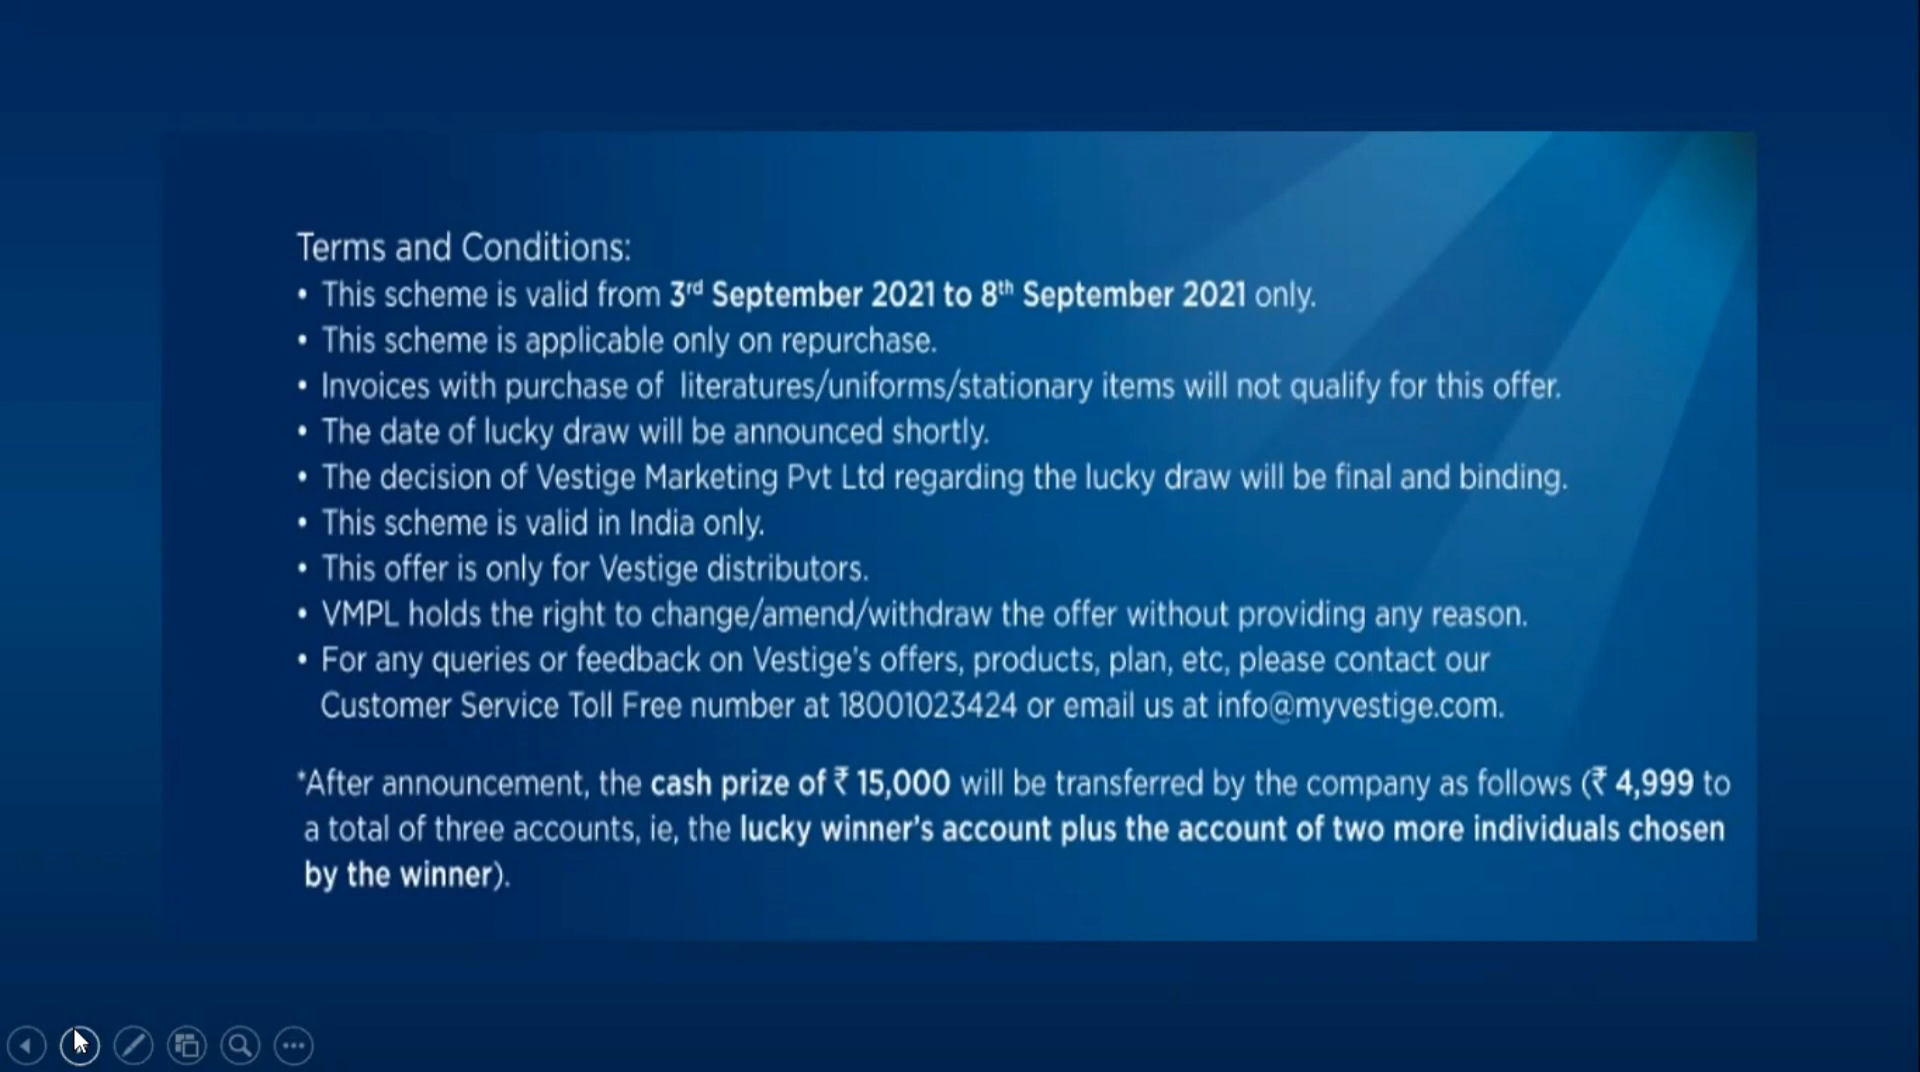 Terms and Conditions:
• This scheme is valid from 3rd September 2021 to 8th September 2021 only.
• This scheme is applicable only on repurchase.
• Invoices with purchase of literatures/uniforms/stationary items will not qualify for this offer.
• The date of lucky draw will be announced shortly.
• The decision of Vestige Marketing Pvt Ltd regarding the lucky draw will be final and binding.
• This scheme is valid in India only.
• This offer is only for Vestige distributors.
• VMPL holds the right to change/amend/withdraw the offer without providing any reason.
• For any queries or feedback on Vestige's offers, products, plan, etc, please contact our
Customer Service Toll Free number at 18001023424 or email us at info@myvestige.com.
*After announcement, the cash prize of ₹ 15,000 will be transferred by the company as follows (₹ 4,999 to
a total of three accounts, ie, the lucky winner's account plus the account of two more individuals chosen
by the winner).